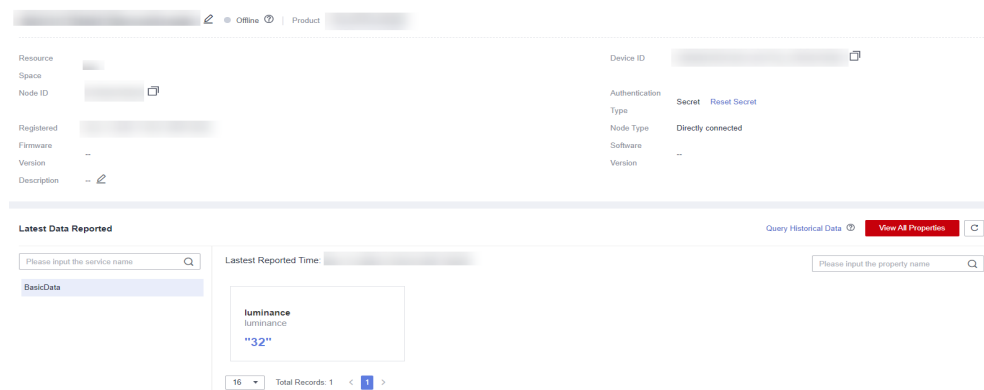 Offline Product
Resource Space
Device ID
Node ID
Authentication Type Secret Reset Secret
Registered
Node Type Directly connected
Firmware Version --
Software Version --
Description --
Latest Data Reported
Query Historical Data View All Properties
Please input the service name
Lastest Reported Time:
Please input the property name
BasicData
luminance
luminance
"32"
16 Total Records: 1 < 1 >